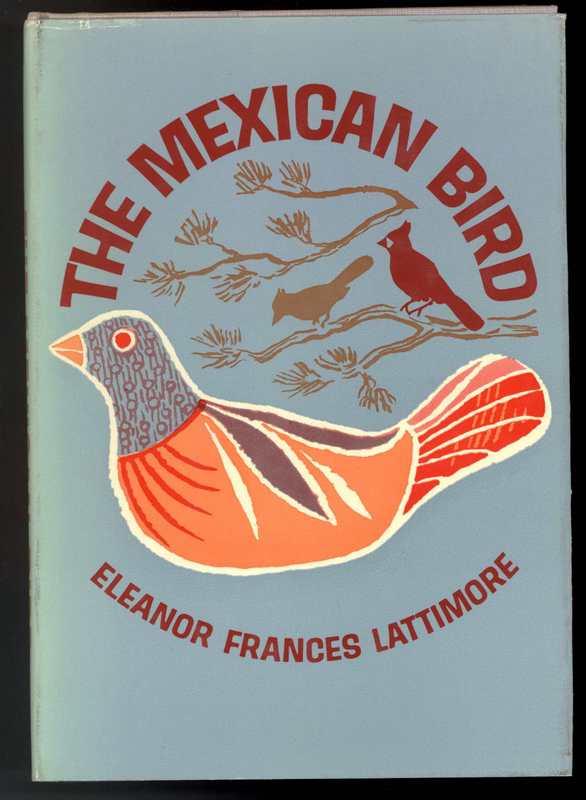 THE MEXICAN BIRD
ELEANOR FRANCES LATTIMORE